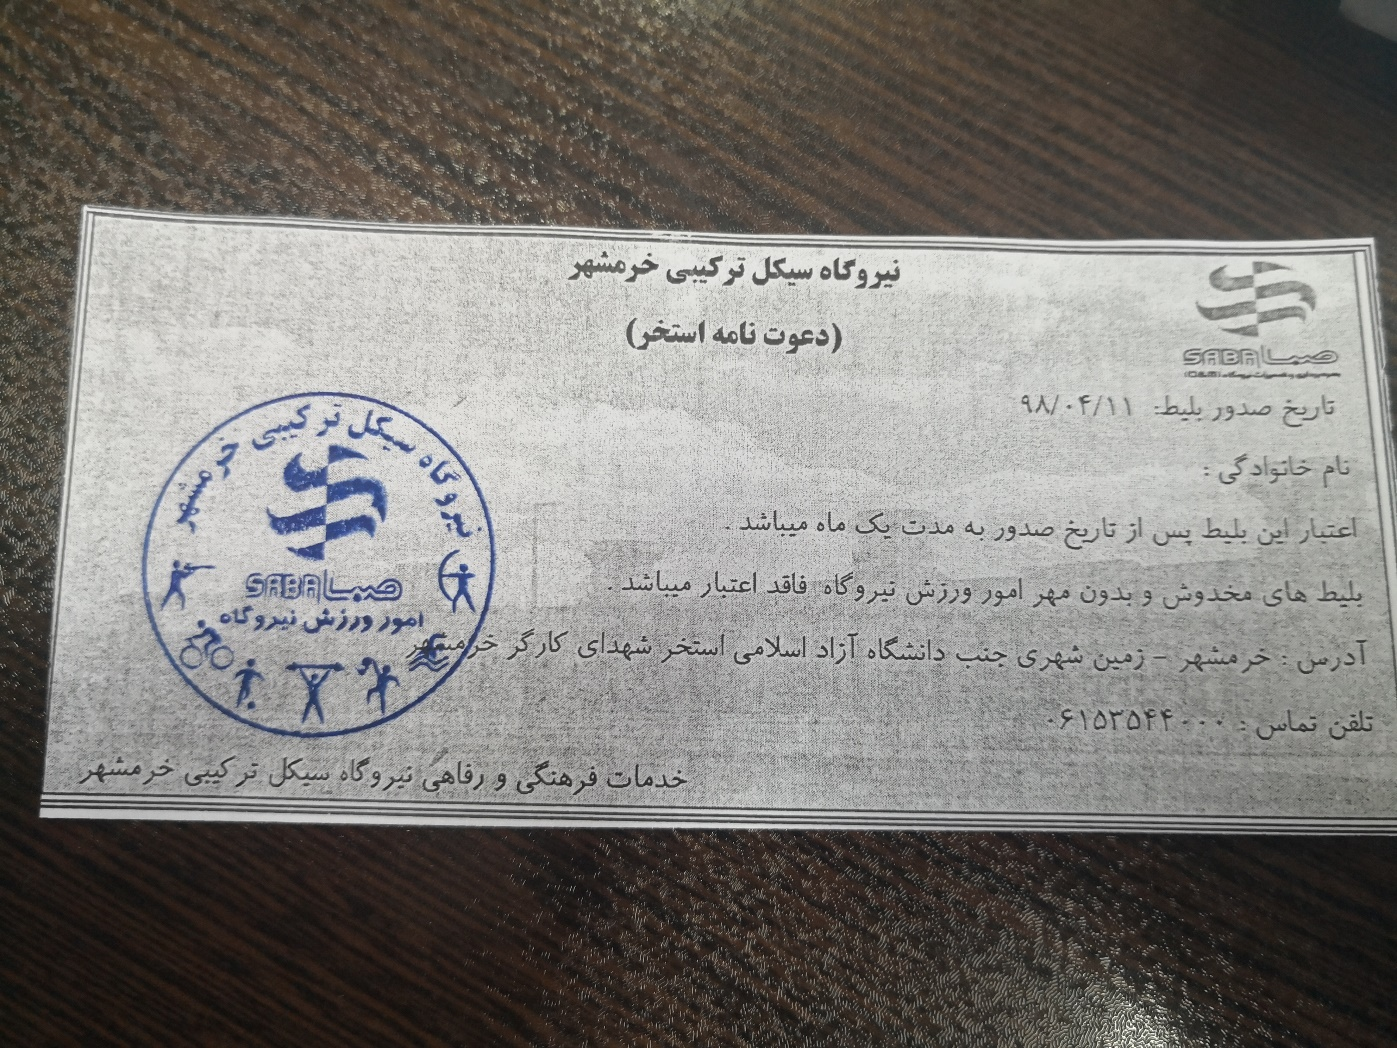 نیروگاه سیکل ترکیبی خرمشهر
(دعوت نامه استخر)
صبا SABA
(O&M)
تاریخ صدور بلیط: ۹۸/۰۴/۱۱
نام خانوادگی :
اعتبار این بلیط پس از تاریخ صدور به مدت یک ماه میباشد .
بلیط های مخدوش و بدون مهر امور ورزش نیروگاه فاقد اعتبار میباشد .
آدرس : خرمشهر - زمین شهری جنب دانشگاه آزاد اسلامی استخر شهدای کارگر خرمشهر
تلفن تماس : ۰۶۱۵۳۵۴۴۰۰۰
خدمات فرهنگی و رفاهی نیروگاه سیکل ترکیبی خرمشهر
نیروگاه سیکل ترکیبی خرمشهر
صبا SABA
امور ورزش نیروگاه